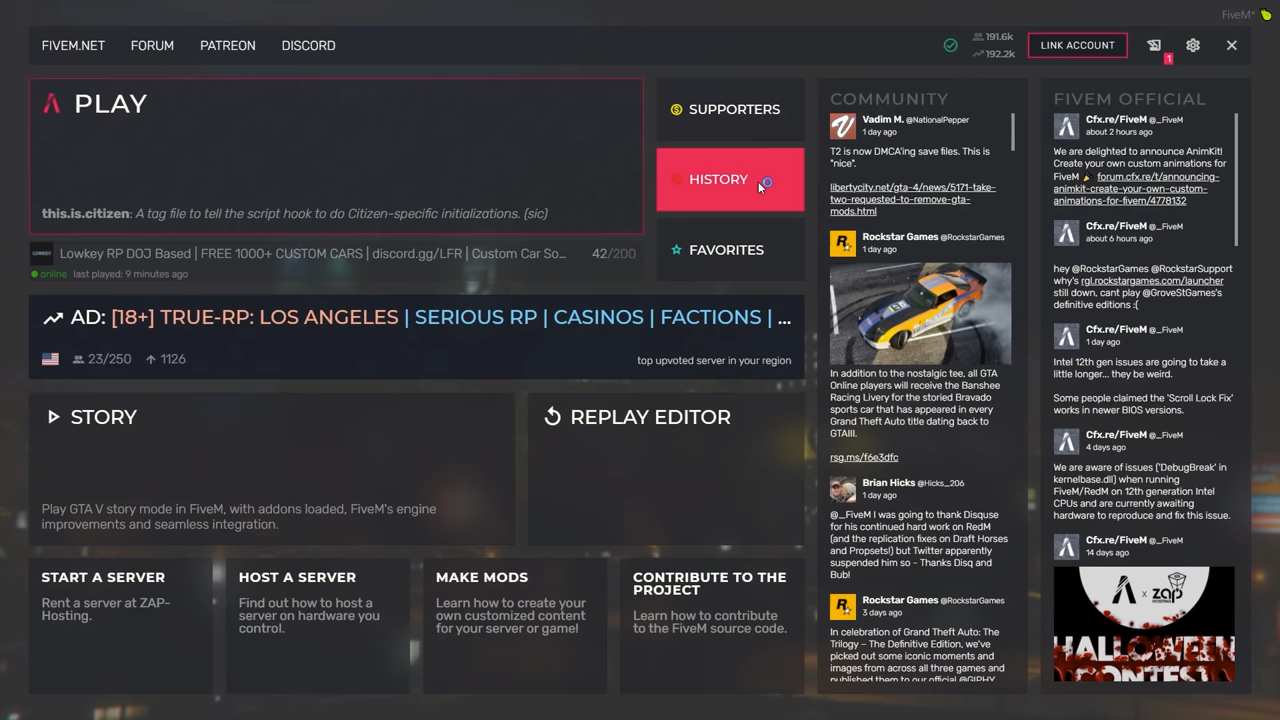 FiveM*
FIVEM.NET
FORUM
PATREON
DISCORD
191.6k
192.2k
LINK ACCOUNT
1
PLAY
this.is.citizen: A tag file to tell the script hook to do Citizen-specific initializations. (sic)
SUPPORTERS
HISTORY
FAVORITES
LOWKEY
Lowkey RP DOJ Based | FREE 1000+ CUSTOM CARS | discord.gg/LFR | Custom Car So...
42/200
online
last played: 9 minutes ago
AD: [18+] TRUE-RP: LOS ANGELES | SERIOUS RP | CASINOS | FACTIONS | ...
23/250
1126
top upvoted server in your region
STORY
Play GTA V story mode in FiveM, with addons loaded, FiveM's engine
improvements and seamless integration.
REPLAY EDITOR
START A SERVER
Rent a server at ZAP-
Hosting.
HOST A SERVER
Find out how to host a
server on hardware you
control.
MAKE MODS
Learn how to create your
own customized content
for your server or game!
CONTRIBUTE TO THE
PROJECT
Learn how to contribute
to the FiveM source code.
COMMUNITY
Vadim M. @NationalPepper
1 day ago
T2 is now DMCA'ing save files. This is
"nice".
libertycity.net/gta-4/news/5171-take-
two-requested-to-remove-gta-
mods.html
Rockstar Games @RockstarGames
1 day ago
In addition to the nostalgic tee, all GTA
Online players will receive the Banshee
Racing Livery for the storied Bravado
sports car that has appeared in every
Grand Theft Auto title dating back to
GTAIII.
rsg.ms/f6e3dfc
Brian Hicks @Hicks_206
1 day ago
@_FiveM I was going to thank Disquse
for his continued hard work on RedM
(and the replication fixes on Draft Horses
and Propsets!) but Twitter apparently
suspended him so - Thanks Disq and
Bub!
Rockstar Games @RockstarGames
3 days ago
In celebration of Grand Theft Auto: The
Trilogy – The Definitive Edition, we've
picked out some iconic moments and
images from across all three games and
published them to our official @GIPHY
FIVEM OFFICIAL
Cfx.re/FiveM @_FiveM
about 2 hours ago
We are delighted to announce AnimKit!
Create your own custom animations for
FiveM forum.cfx.re/t/announcing-
animkit-create-your-own-custom-
animations-for-fivem/4778132
Cfx.re/FiveM @_FiveM
about 6 hours ago
hey @RockstarGames @RockstarSupport
why's rgl.rockstargames.com/launcher
still down, cant play @GroveStGames's
definitive editions :(
Cfx.re/FiveM @_FiveM
1 day ago
Intel 12th gen issues are going to take a
little longer... they be weird.
Some people claimed the 'Scroll Lock Fix'
works in newer BIOS versions.
Cfx.re/FiveM @_FiveM
4 days ago
We are aware of issues ('DebugBreak' in
kernelbase.dll) when running
FiveM/RedM on 12th generation Intel
CPUs and are currently awaiting
hardware to reproduce and fix this issue.
Cfx.re/FiveM @_FiveM
14 days ago
x zap
HOSTING
HALLOWEEN
CONTEST